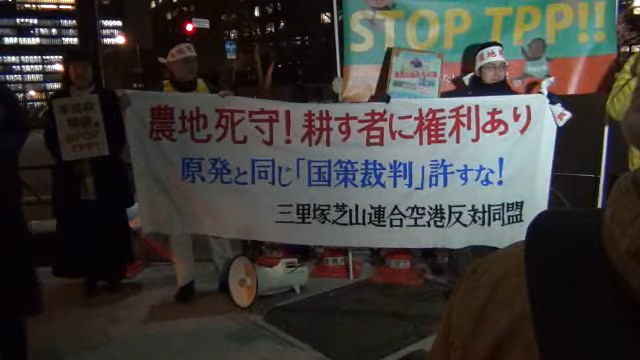 STOP TPP!!
農地死守！耕す者に権利あり
原発と同じ「国策裁判」許すな！
三里塚芝山連合空港反対同盟
STOP
TPP!